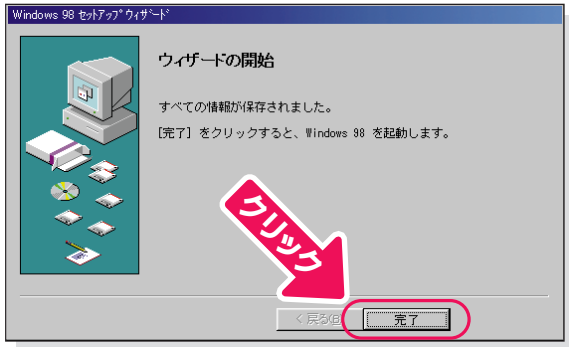 Windows 98 ｾｯﾄｱｯﾌﾟｳｨｻﾞｰﾄﾞ
ウィザードの開始
すべての情報が保存されました。
[完了] をクリックすると、Windows 98 を起動します。
クリック
< 戻る(B)
完了